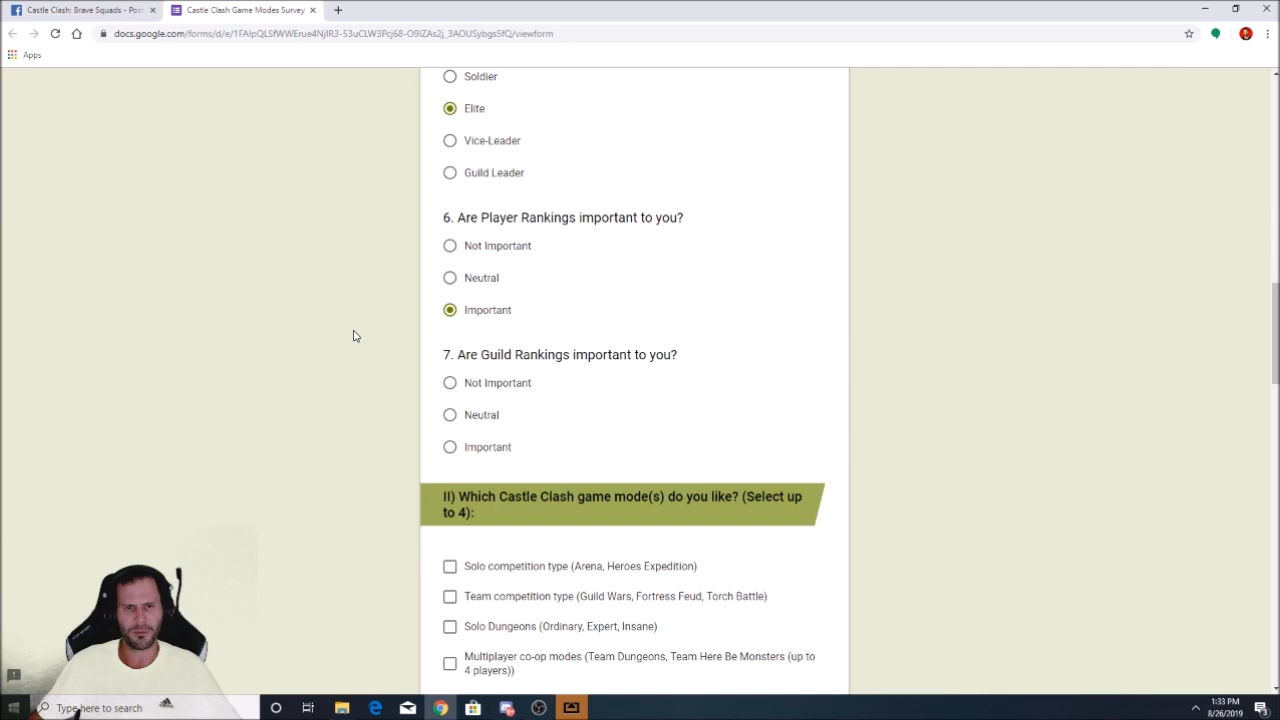 Castle Clash: Brave Squads - Pos
Castle Clash Game Modes Survey
Apps
Soldier
Elite
Vice-Leader
Guild Leader
6. Are Player Rankings important to you?
Not Important
Neutral
Important
7. Are Guild Rankings important to you?
Not Important
Neutral
Important
II) Which Castle Clash game mode(s) do you like? (Select up
to 4):
Solo competition type (Arena, Heroes Expedition)
Team competition type (Guild Wars, Fortress Feud, Torch Battle)
Solo Dungeons (Ordinary, Expert, Insane)
Multiplayer co-op modes (Team Dungeons, Team Here Be Monsters (up to
4 players))
Type here to search
1:33 PM
8/26/2019